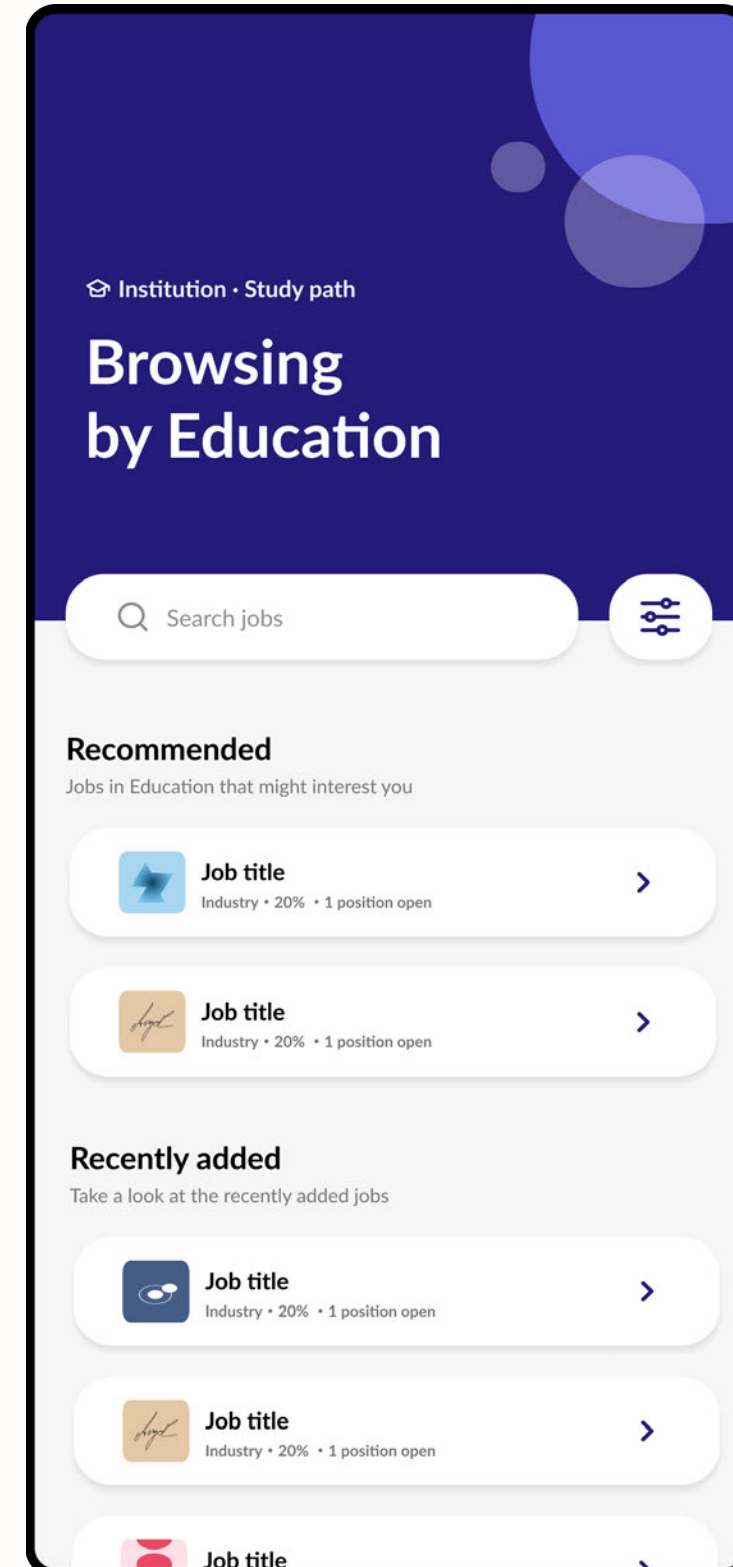 Institution · Study path
Browsing
by Education
Search jobs
Recommended
Jobs in Education that might interest you
Job title
Industry • 20% • 1 position open
Job title
Industry • 20% • 1 position open
Recently added
Take a look at the recently added jobs
Job title
Industry • 20% • 1 position open
Job title
Industry • 20% • 1 position open
Job title